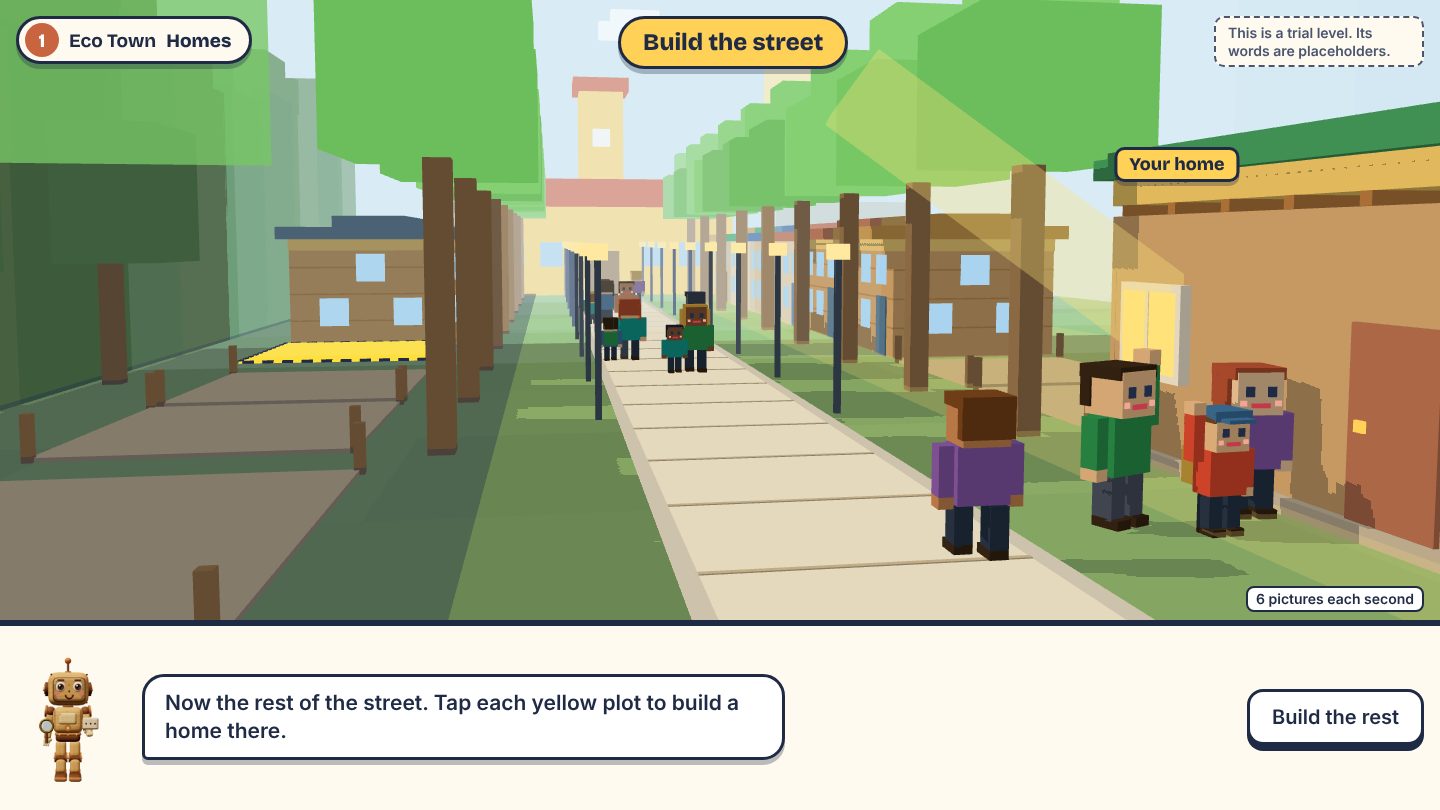 1 Eco Town Homes
Build the street
This is a trial level. Its
words are placeholders.
Your home
6 pictures each second
Now the rest of the street. Tap each yellow plot to build a
home there.
Build the rest